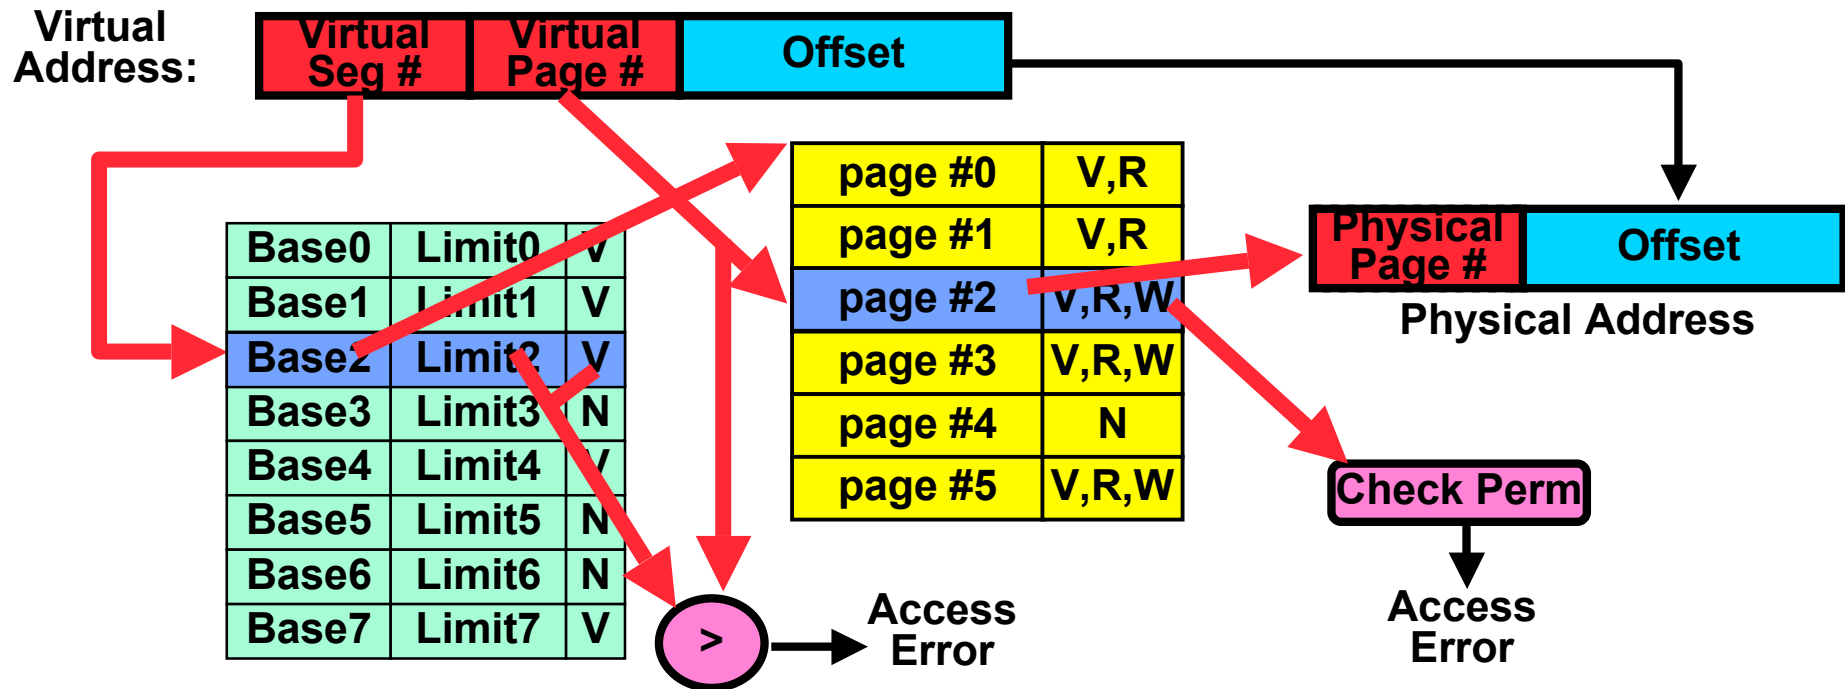 Virtual
Address:
Virtual
Seg #
Virtual
Page #
Offset
page #0 V,R
page #1 V,R
page #2 V,R,W
page #3 V,R,W
page #4 N
page #5 V,R,W
Base0 Limit0 V
Base1 Limit1 V
Base2 Limit2 V
Base3 Limit3 N
Base4 Limit4 V
Base5 Limit5 N
Base6 Limit6 N
Base7 Limit7 V
>
Access
Error
Physical
Page #
Offset
Physical Address
Check Perm
Access
Error